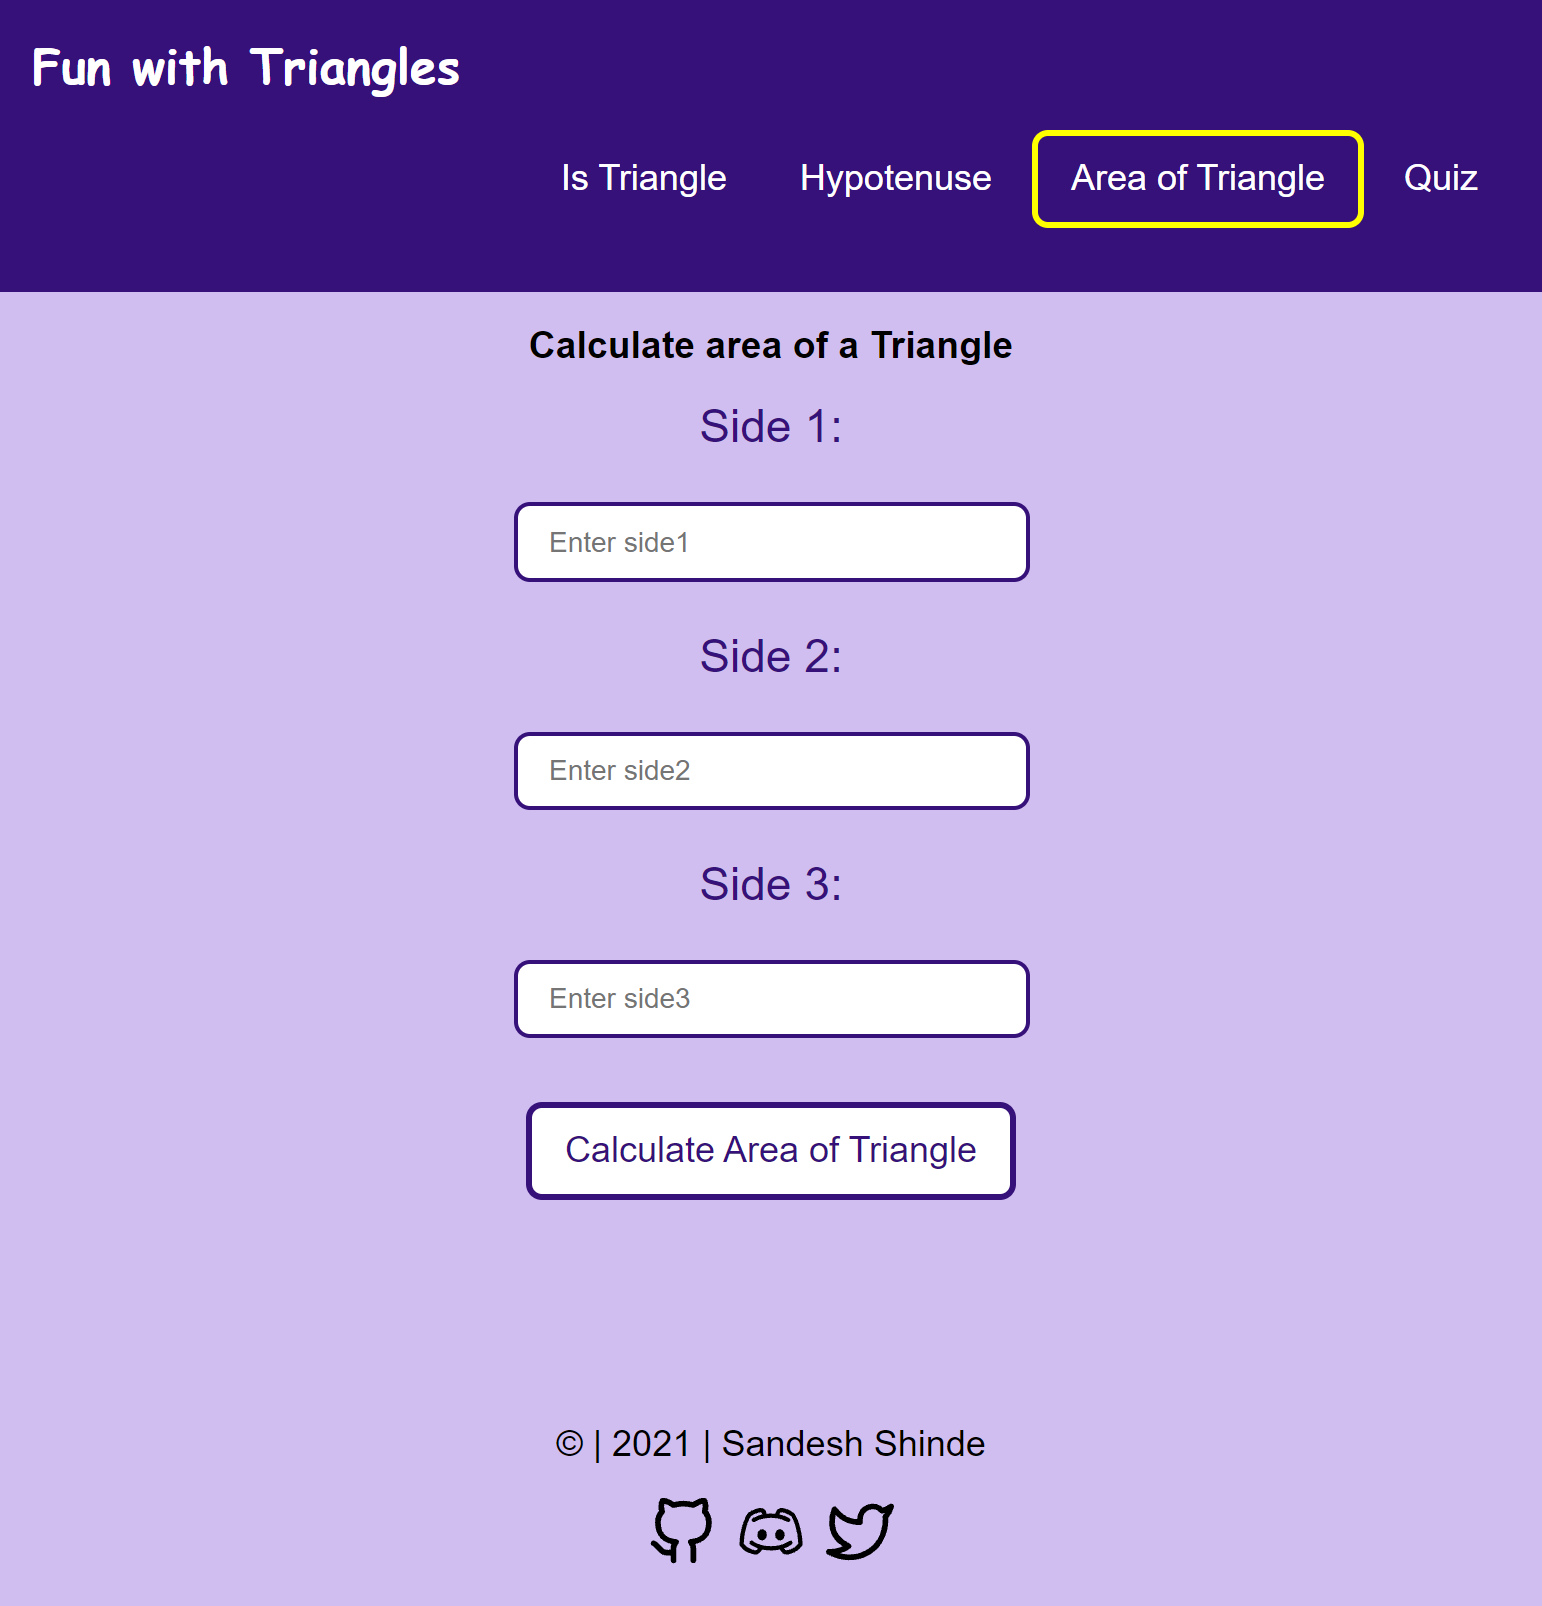 Fun with Triangles
Is Triangle Hypotenuse Area of Triangle Quiz
Calculate area of a Triangle
Side 1:
Enter side1
Side 2:
Enter side2
Side 3:
Enter side3
Calculate Area of Triangle
© | 2021 | Sandesh Shinde